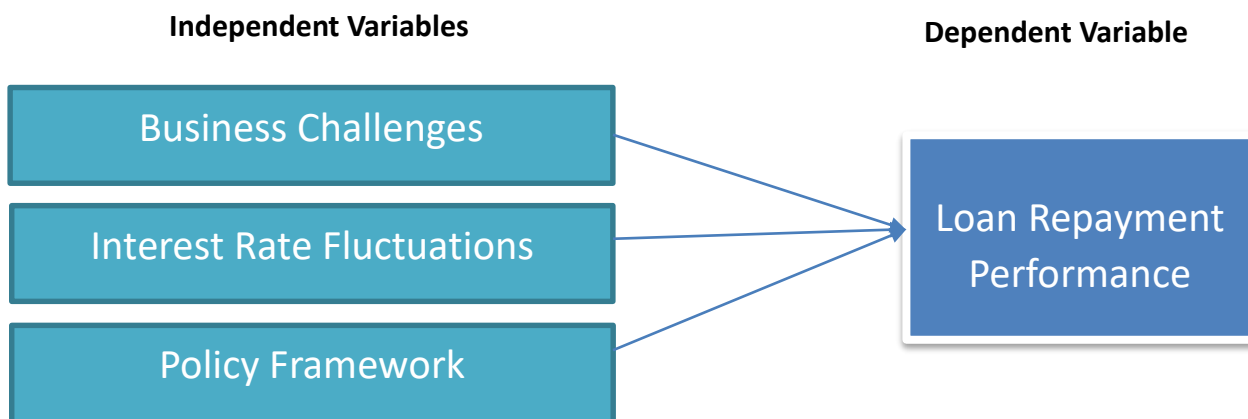 Independent Variables
Dependent Variable
Business Challenges
Interest Rate Fluctuations
Policy Framework
Loan Repayment
Performance